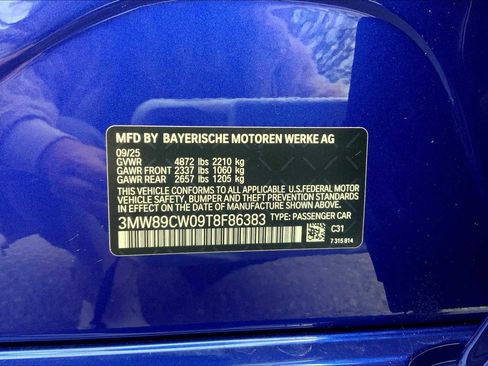 MFD BY BAYERISCHE MOTOREN WERKE AG
09/25
GVWR 4872 lbs 2210 kg
GAWR FRONT 2337 lbs 1060 kg
GAWR REAR 2657 lbs 1205 kg
THIS VEHICLE CONFORMS TO ALL APPLICABLE U.S.FEDERAL MOTOR
VEHICLE SAFETY, BUMPER, AND THEFT PREVENTION STANDARDS
IN EFFECT ON THE DATE OF MANUFACTURE SHOWN ABOVE.
3MW89CW09T8F86383 TYPE: PASSENGER CAR
C31
7 315 814